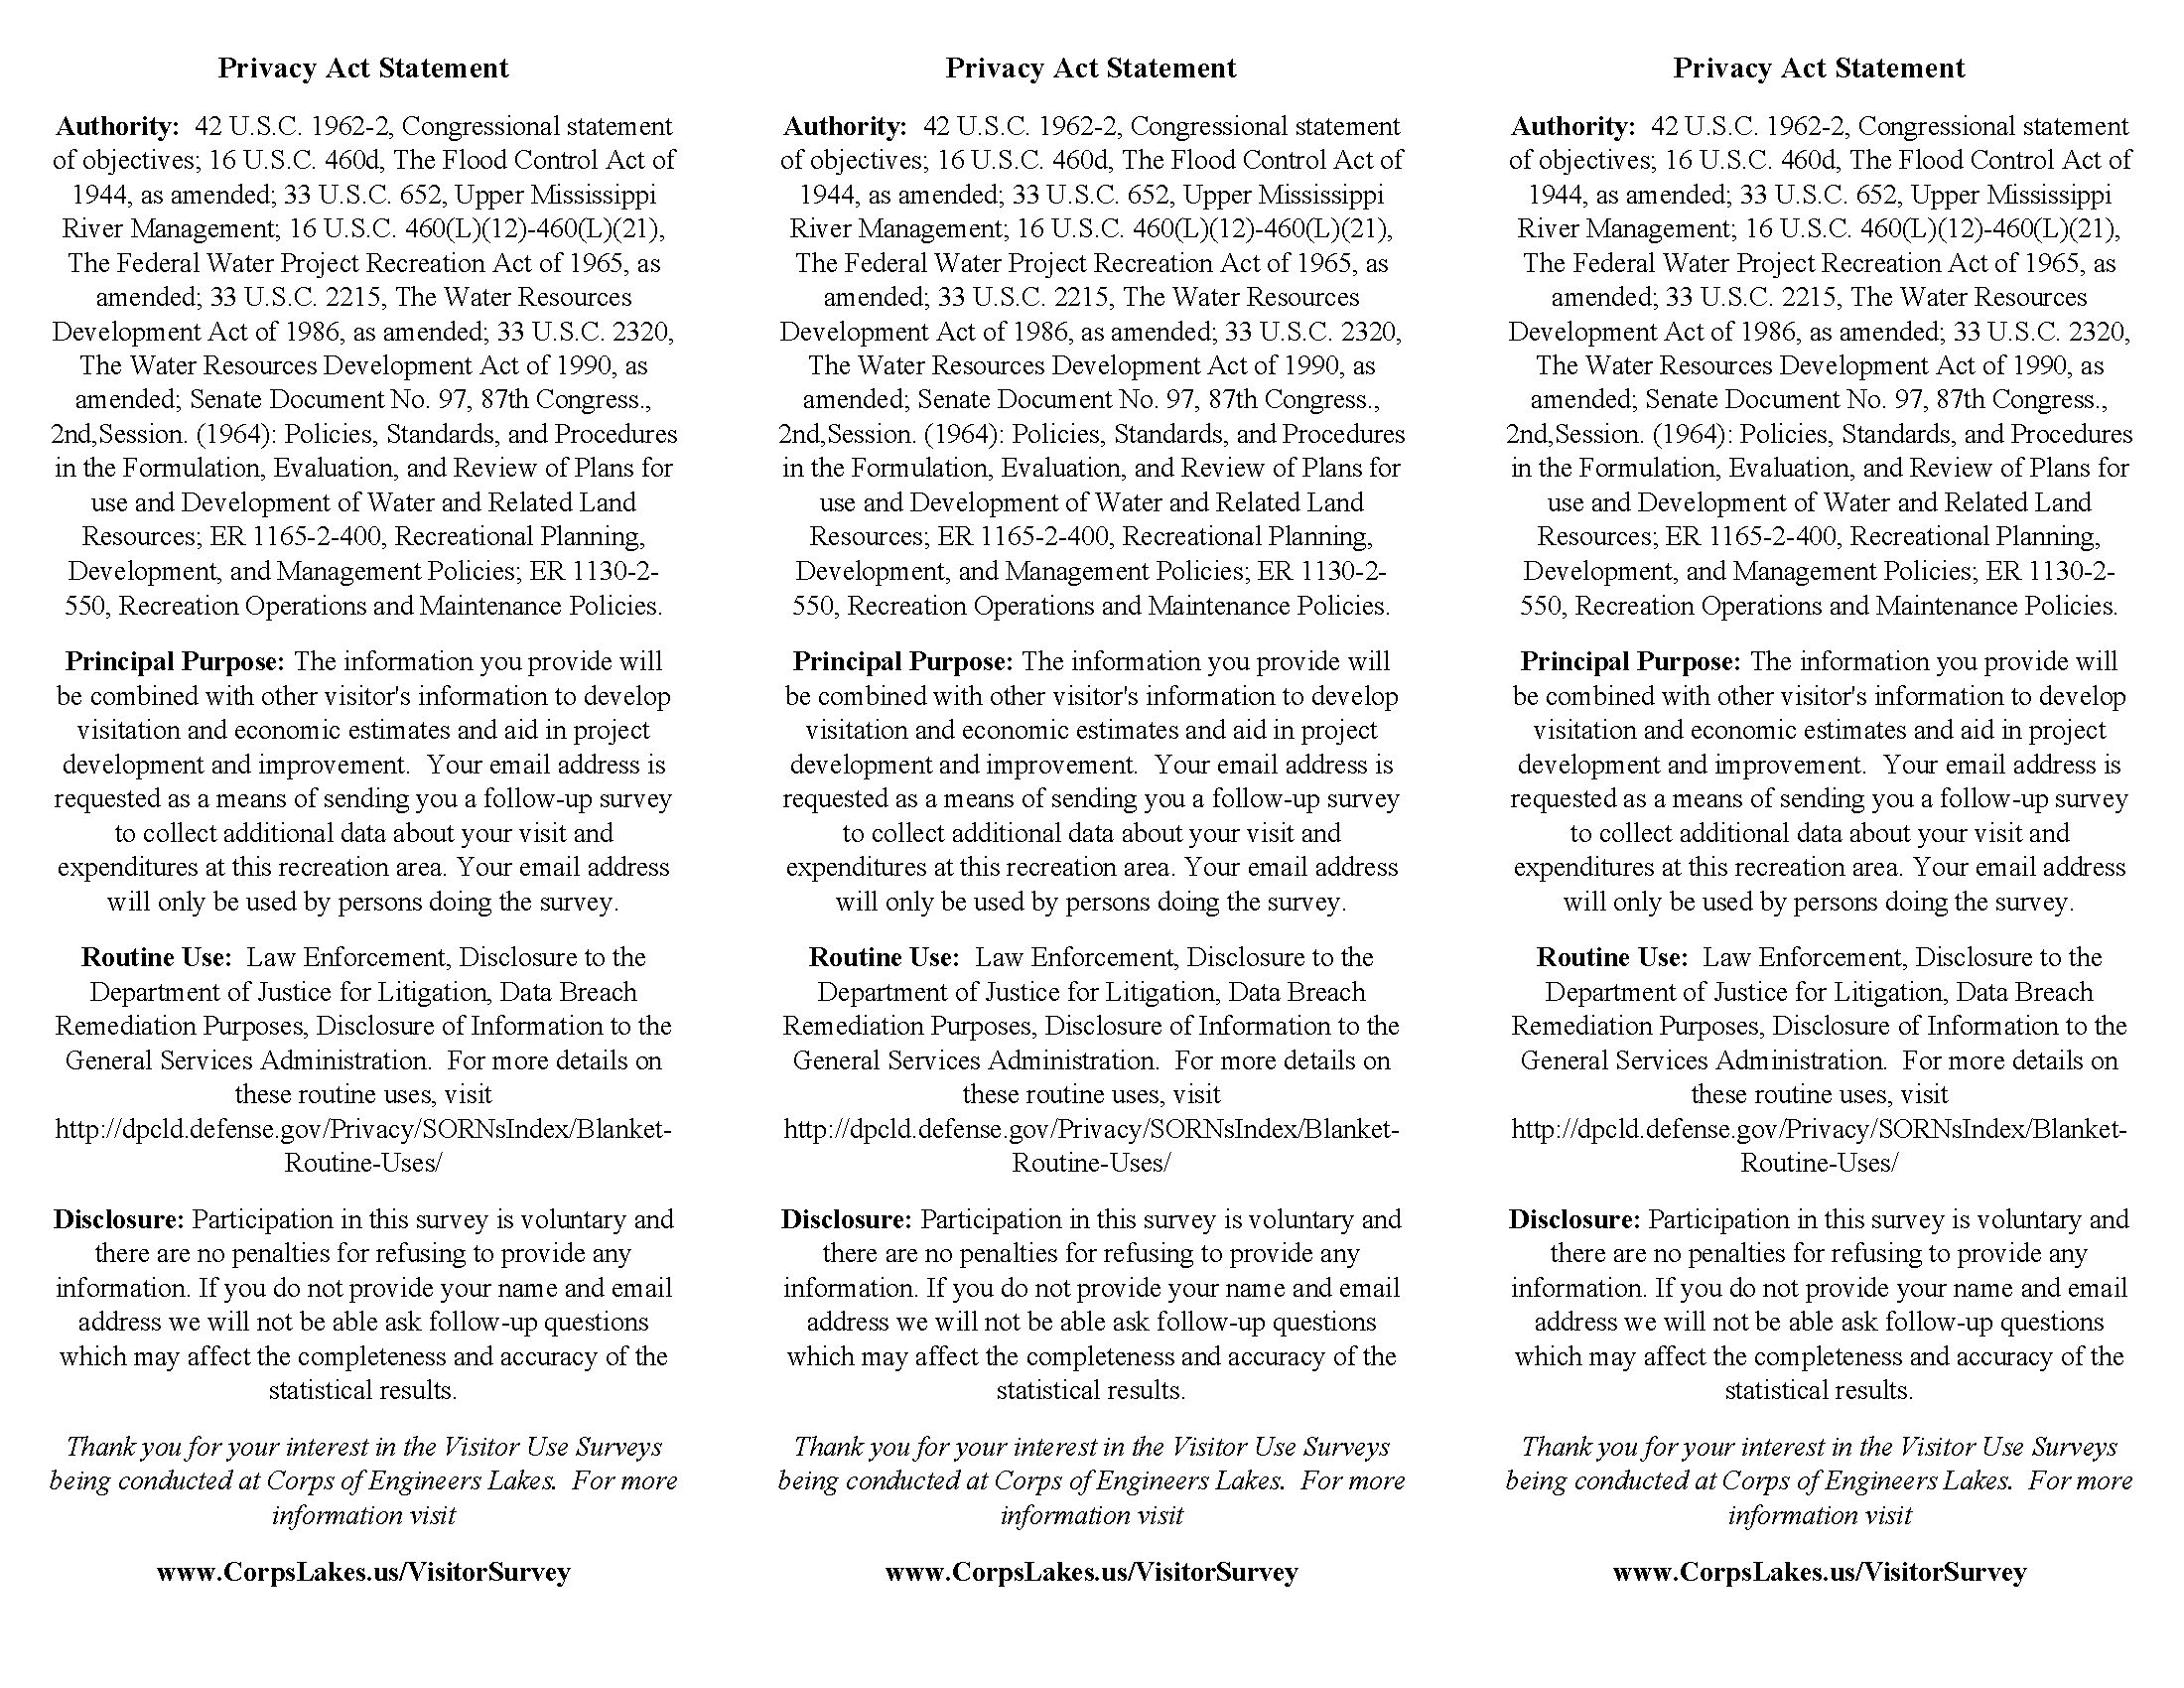 Privacy Act Statement
Authority:  42 U.S.C. 1962-2, Congressional statement
of objectives; 16 U.S.C. 460d, The Flood Control Act of
1944, as amended; 33 U.S.C. 652, Upper Mississippi
River Management; 16 U.S.C. 460(L)(12)-460(L)(21),
The Federal Water Project Recreation Act of 1965, as
amended; 33 U.S.C. 2215, The Water Resources
Development Act of 1986, as amended; 33 U.S.C. 2320,
The Water Resources Development Act of 1990, as
amended; Senate Document No. 97, 87th Congress.,
2nd,Session. (1964): Policies, Standards, and Procedures
in the Formulation, Evaluation, and Review of Plans for
use and Development of Water and Related Land
Resources; ER 1165-2-400, Recreational Planning,
Development, and Management Policies; ER 1130-2-
550, Recreation Operations and Maintenance Policies.
Principal Purpose: The information you provide will
be combined with other visitor's information to develop
visitation and economic estimates and aid in project
development and improvement.  Your email address is
requested as a means of sending you a follow-up survey
to collect additional data about your visit and
expenditures at this recreation area. Your email address
will only be used by persons doing the survey.
Routine Use:  Law Enforcement, Disclosure to the
Department of Justice for Litigation, Data Breach
Remediation Purposes, Disclosure of Information to the
General Services Administration.  For more details on
these routine uses, visit
http://dpcld.defense.gov/Privacy/SORNsIndex/Blanket-
Routine-Uses/
Disclosure: Participation in this survey is voluntary and
there are no penalties for refusing to provide any
information. If you do not provide your name and email
address we will not be able ask follow-up questions
which may affect the completeness and accuracy of the
statistical results.
Thank you for your interest in the Visitor Use Surveys
being conducted at Corps of Engineers Lakes.  For more
information visit
www.CorpsLakes.us/VisitorSurvey
Privacy Act Statement
Authority:  42 U.S.C. 1962-2, Congressional statement
of objectives; 16 U.S.C. 460d, The Flood Control Act of
1944, as amended; 33 U.S.C. 652, Upper Mississippi
River Management; 16 U.S.C. 460(L)(12)-460(L)(21),
The Federal Water Project Recreation Act of 1965, as
amended; 33 U.S.C. 2215, The Water Resources
Development Act of 1986, as amended; 33 U.S.C. 2320,
The Water Resources Development Act of 1990, as
amended; Senate Document No. 97, 87th Congress.,
2nd,Session. (1964): Policies, Standards, and Procedures
in the Formulation, Evaluation, and Review of Plans for
use and Development of Water and Related Land
Resources; ER 1165-2-400, Recreational Planning,
Development, and Management Policies; ER 1130-2-
550, Recreation Operations and Maintenance Policies.
Principal Purpose: The information you provide will
be combined with other visitor's information to develop
visitation and economic estimates and aid in project
development and improvement.  Your email address is
requested as a means of sending you a follow-up survey
to collect additional data about your visit and
expenditures at this recreation area. Your email address
will only be used by persons doing the survey.
Routine Use:  Law Enforcement, Disclosure to the
Department of Justice for Litigation, Data Breach
Remediation Purposes, Disclosure of Information to the
General Services Administration.  For more details on
these routine uses, visit
http://dpcld.defense.gov/Privacy/SORNsIndex/Blanket-
Routine-Uses/
Disclosure: Participation in this survey is voluntary and
there are no penalties for refusing to provide any
information. If you do not provide your name and email
address we will not be able ask follow-up questions
which may affect the completeness and accuracy of the
statistical results.
Thank you for your interest in the Visitor Use Surveys
being conducted at Corps of Engineers Lakes.  For more
information visit
www.CorpsLakes.us/VisitorSurvey
Privacy Act Statement
Authority:  42 U.S.C. 1962-2, Congressional statement
of objectives; 16 U.S.C. 460d, The Flood Control Act of
1944, as amended; 33 U.S.C. 652, Upper Mississippi
River Management; 16 U.S.C. 460(L)(12)-460(L)(21),
The Federal Water Project Recreation Act of 1965, as
amended; 33 U.S.C. 2215, The Water Resources
Development Act of 1986, as amended; 33 U.S.C. 2320,
The Water Resources Development Act of 1990, as
amended; Senate Document No. 97, 87th Congress.,
2nd,Session. (1964): Policies, Standards, and Procedures
in the Formulation, Evaluation, and Review of Plans for
use and Development of Water and Related Land
Resources; ER 1165-2-400, Recreational Planning,
Development, and Management Policies; ER 1130-2-
550, Recreation Operations and Maintenance Policies.
Principal Purpose: The information you provide will
be combined with other visitor's information to develop
visitation and economic estimates and aid in project
development and improvement.  Your email address is
requested as a means of sending you a follow-up survey
to collect additional data about your visit and
expenditures at this recreation area. Your email address
will only be used by persons doing the survey.
Routine Use:  Law Enforcement, Disclosure to the
Department of Justice for Litigation, Data Breach
Remediation Purposes, Disclosure of Information to the
General Services Administration.  For more details on
these routine uses, visit
http://dpcld.defense.gov/Privacy/SORNsIndex/Blanket-
Routine-Uses/
Disclosure: Participation in this survey is voluntary and
there are no penalties for refusing to provide any
information. If you do not provide your name and email
address we will not be able ask follow-up questions
which may affect the completeness and accuracy of the
statistical results.
Thank you for your interest in the Visitor Use Surveys
being conducted at Corps of Engineers Lakes.  For more
information visit
www.CorpsLakes.us/VisitorSurvey